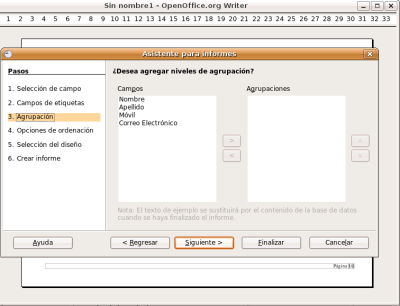 Sin nombre1 - OpenOffice.org Writer
1 2 3 4 5 6 7 8 9 10 11 12 13 14 15 16 17 18 19 20 21 22 23 24 25 26 27 28 29 30 31 32 33
Asistente para informes
Pasos
1. Selección de campo
2. Campos de etiquetas
3. Agrupación
4. Opciones de ordenación
5. Selección del diseño
6. Crear informe
¿Desea agregar niveles de agrupación?
Campos
Nombre
Apellido
Móvil
Correo Electrónico
Agrupaciones
>
<
Nota: El texto de ejemplo se sustituirá por el contenido de la base de datos
cuando se haya finalizado el informe.
Ayuda
< Regresar
Siguiente >
Finalizar
Cancelar